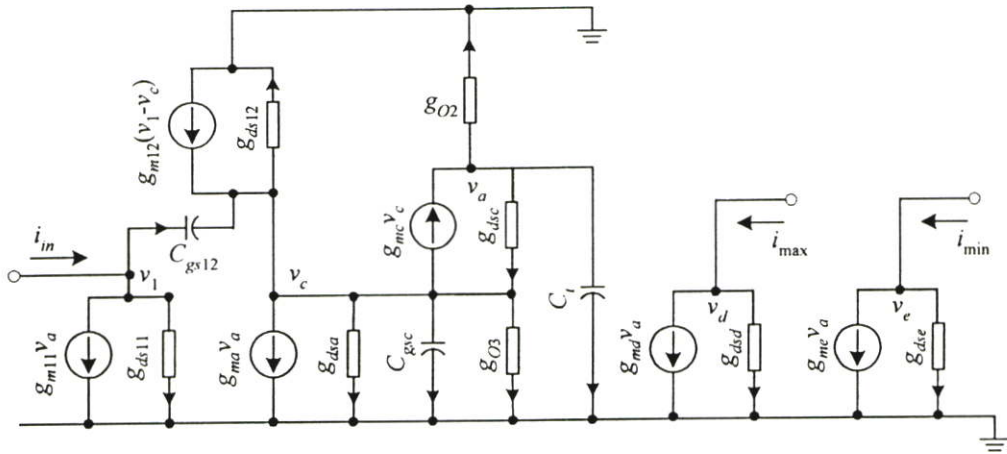 g_{m12}(v_1-v_c)
g_{ds12}
g_{O2}
v_a
g_{mc}v_c
g_{dsc}
i_{in}
C_{gs12}
v_1
v_c
C_t
i_{max}
i_{min}
v_d
v_e
g_{m11}v_a
g_{ds11}
g_{ma}v_a
g_{dsa}
C_{gsc}
g_{O3}
g_{md}v_a
g_{dsd}
g_{me}v_a
g_{dse}